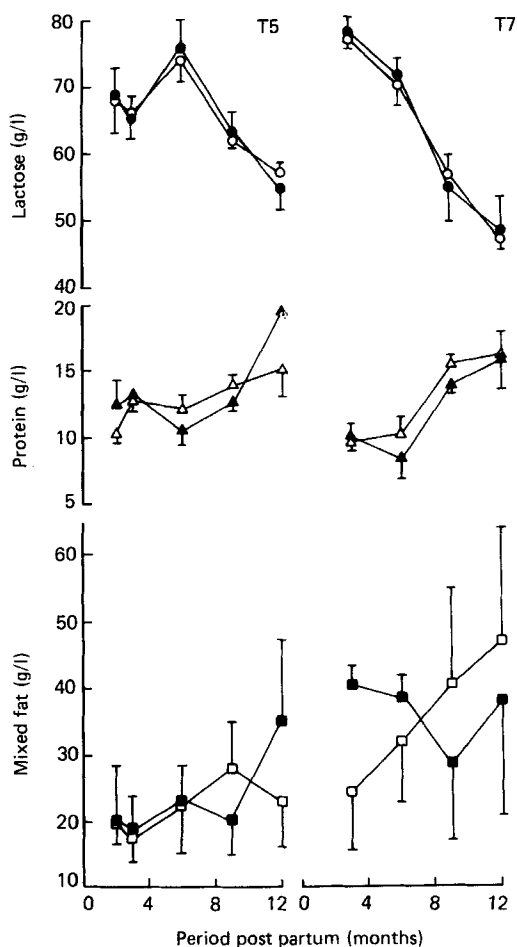 T5
T7
80
70
60
50
40
Lactose (g/l)
20
15
10
5
Protein (g/l)
60
50
40
30
20
10
Mixed fat (g/l)
0 4 8 12 0 4 8 12
Period post partum (months)